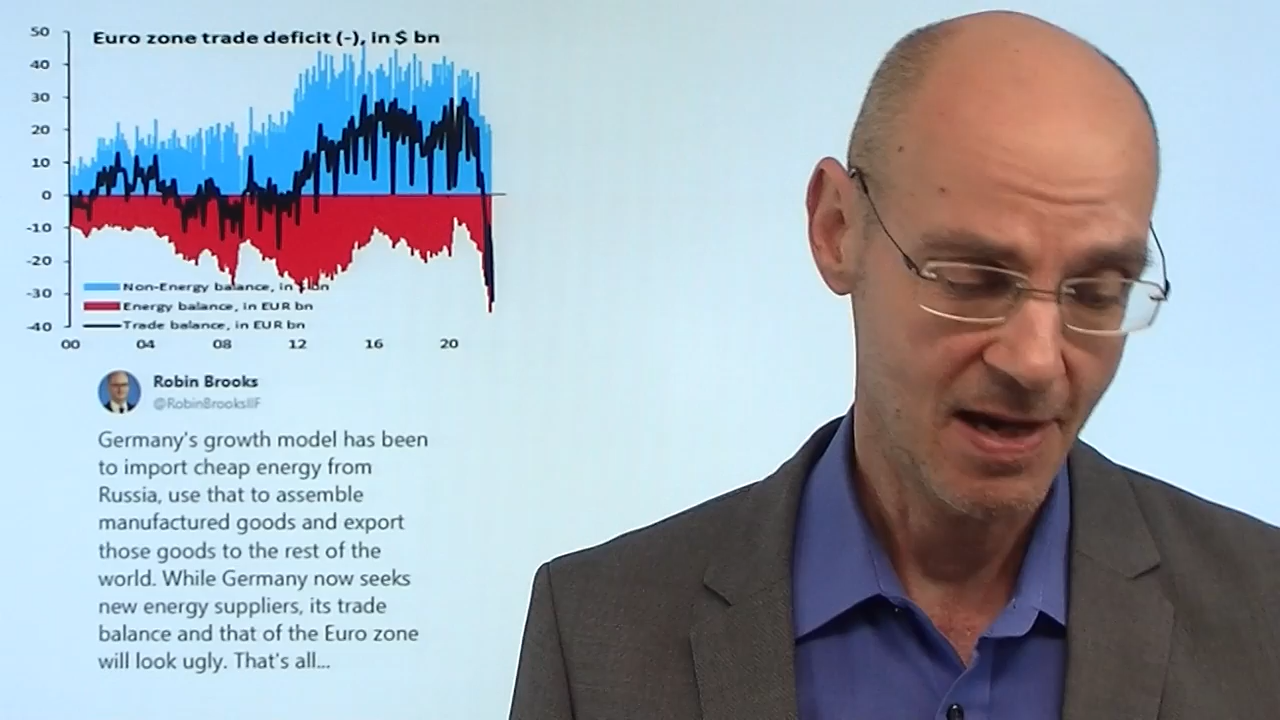 Euro zone trade deficit (-), in $ bn
50
40
30
20
10
0
-10
-20
-30
-40
Non-Energy balance, in bn
Energy balance, in EUR bn
Trade balance, in EUR bn
00 04 08 12 16 20
Robin Brooks
@RobinBrooksIIF
Germany's growth model has been
to import cheap energy from
Russia, use that to assemble
manufactured goods and export
those goods to the rest of the
world. While Germany now seeks
new energy suppliers, its trade
balance and that of the Euro zone
will look ugly. That's all...